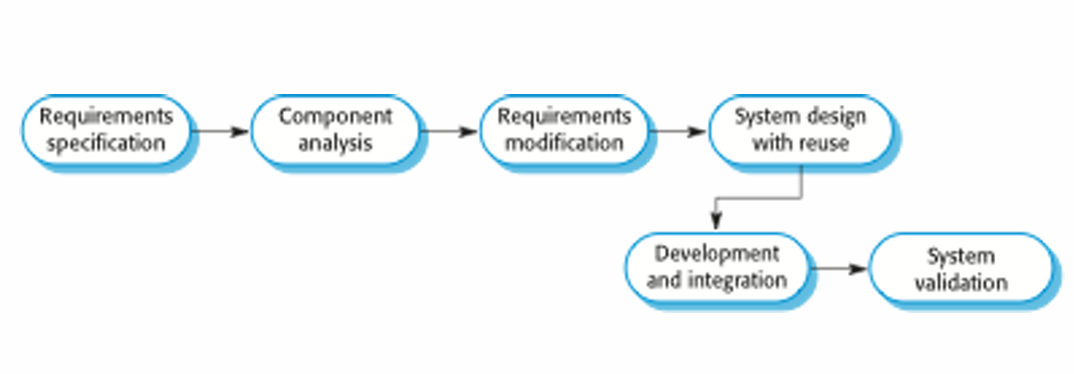 Requirements
specification
Component
analysis
Requirements
modification
System design
with reuse
Development
and integration
System
validation